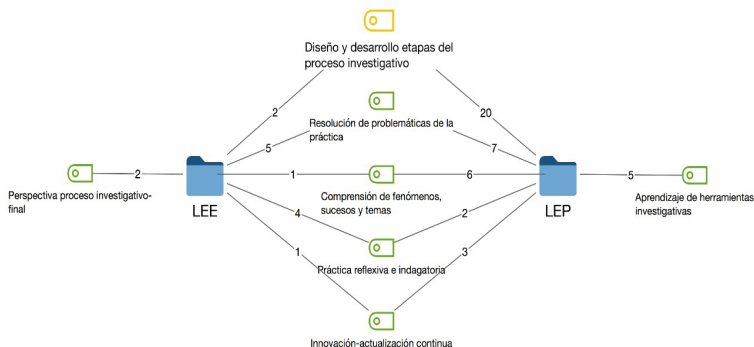 Diseño y desarrollo etapas del
proceso investigativo
2
20
Resolución de problemáticas de la
práctica
5
7
2
1
6
5
Perspectiva proceso investigativo-
final
LEE
Comprensión de fenómenos,
sucesos y temas
LEP
Aprendizaje de herramientas
investigativas
4
2
1
3
Práctica reflexiva e indagatoria
Innovación-actualización continua